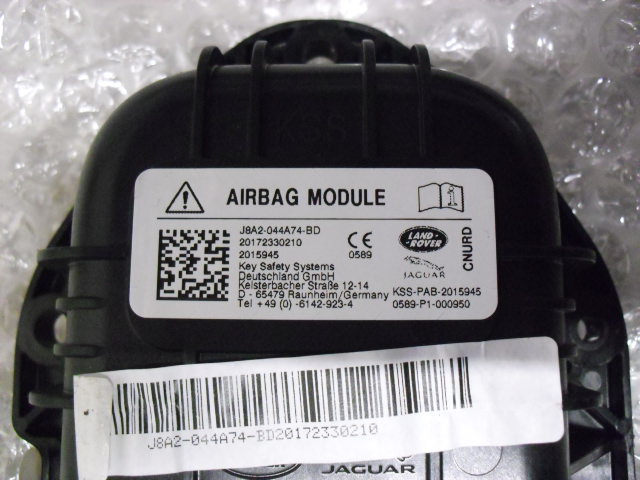 KSS
AIRBAG MODULE
J8A2-044A74-BD
20172330210
2015945
CE
0589
LAND-
ROVER
JAGUAR
CNURD
Key Safety Systems
Deutschland GmbH
Kelsterbacher Straße 12-14
D - 65479 Raunheim/Germany
Tel +49 (0) -6142-923-4
KSS-PAB-2015945
0589-P1-000950
J8A2-044A74-BD20172330210
JAGUAR